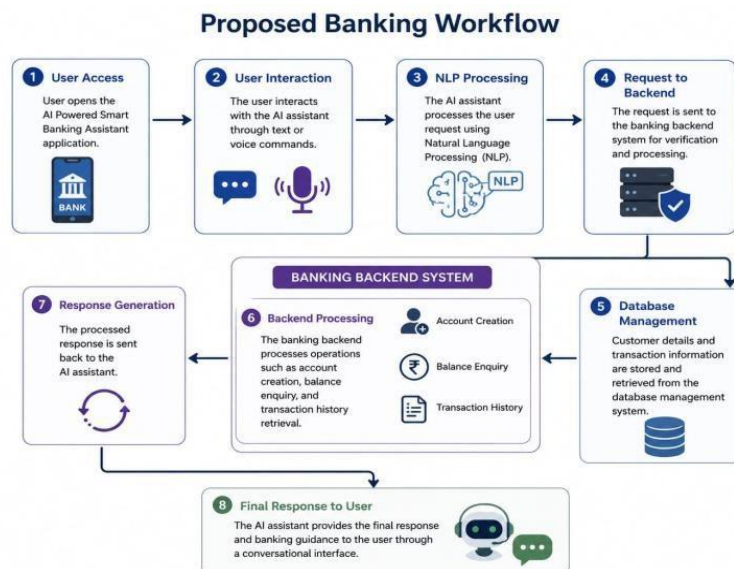 Proposed Banking Workflow
1 User Access
User opens the
AI Powered Smart
Banking Assistant
application.
BANK
2 User Interaction
The user interacts
with the AI assistant
through text or
voice commands.
3 NLP Processing
The AI assistant
processes the user
request using
Natural Language
Processing (NLP).
NLP
4 Request to
Backend
The request is sent
to the banking backend
system for verification
and processing.
5 Database
Management
Customer details and
transaction information
are stored and
retrieved from the
database management
system.
BANKING BACKEND SYSTEM
6 Backend Processing
The banking backend
processes operations
such as account
creation, balance
enquiry, and
transaction history
retrieval.
Account Creation
₹
Balance Enquiry
Transaction History
7 Response Generation
The processed
response is sent
back to the
AI assistant.
8 Final Response to User
The AI assistant provides the final response
and banking guidance to the user through
a conversational interface.